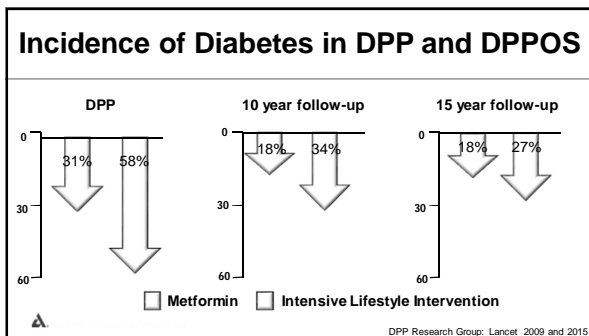 Incidence of Diabetes in DPP and DPPOS
DPP
0
30
60
31%
58%
10 year follow-up
0
30
60
18%
34%
15 year follow-up
0
30
60
18%
27%
Metformin
Intensive Lifestyle Intervention
DPP Research Group: Lancet 2009 and 2015